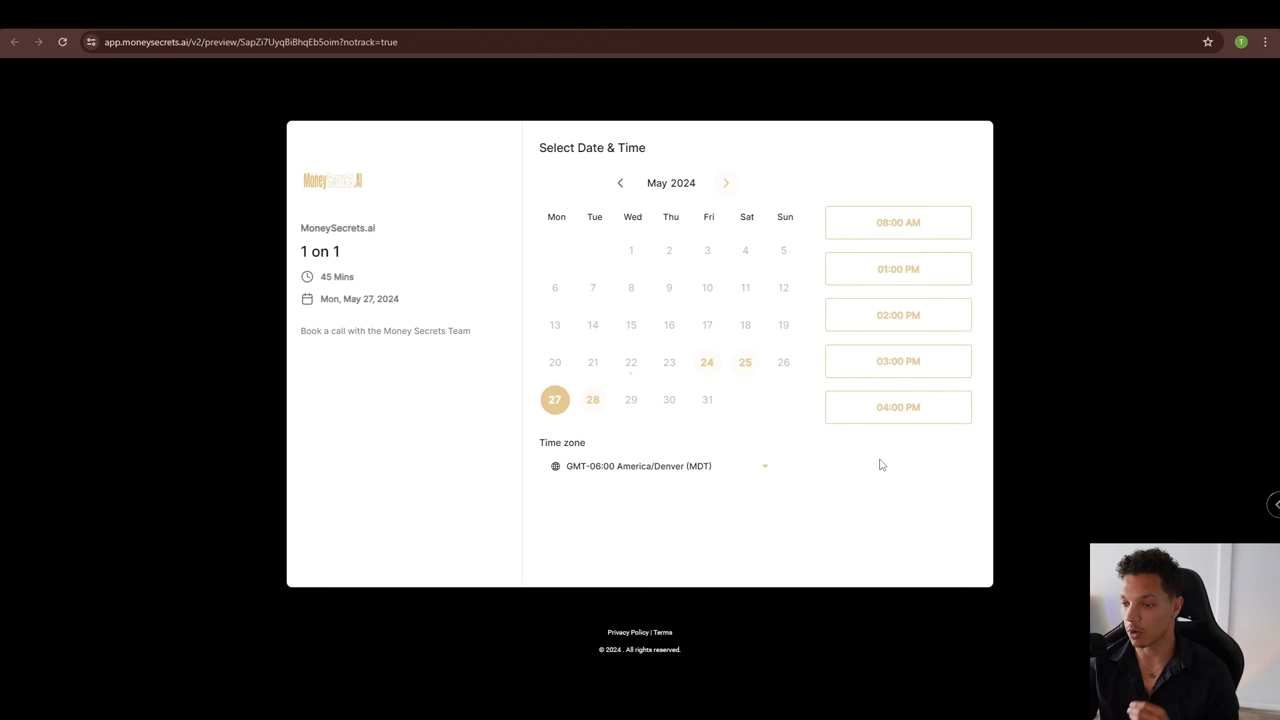 app.moneysecrets.ai/v2/preview/SapZi7UyqBiBhqEb5oim?notrack=true
T
MoneySecrets.AI
MoneySecrets.ai
1 on 1
45 Mins
Mon, May 27, 2024
Book a call with the Money Secrets Team
Select Date & Time
May 2024
Mon Tue Wed Thu Fri Sat Sun
1 2 3 4 5
6 7 8 9 10 11 12
13 14 15 16 17 18 19
20 21 22 23 24 25 26
27 28 29 30 31
Time zone
GMT-06:00 America/Denver (MDT)
08:00 AM
01:00 PM
02:00 PM
03:00 PM
04:00 PM
Privacy Policy | Terms
© 2024 . All rights reserved.